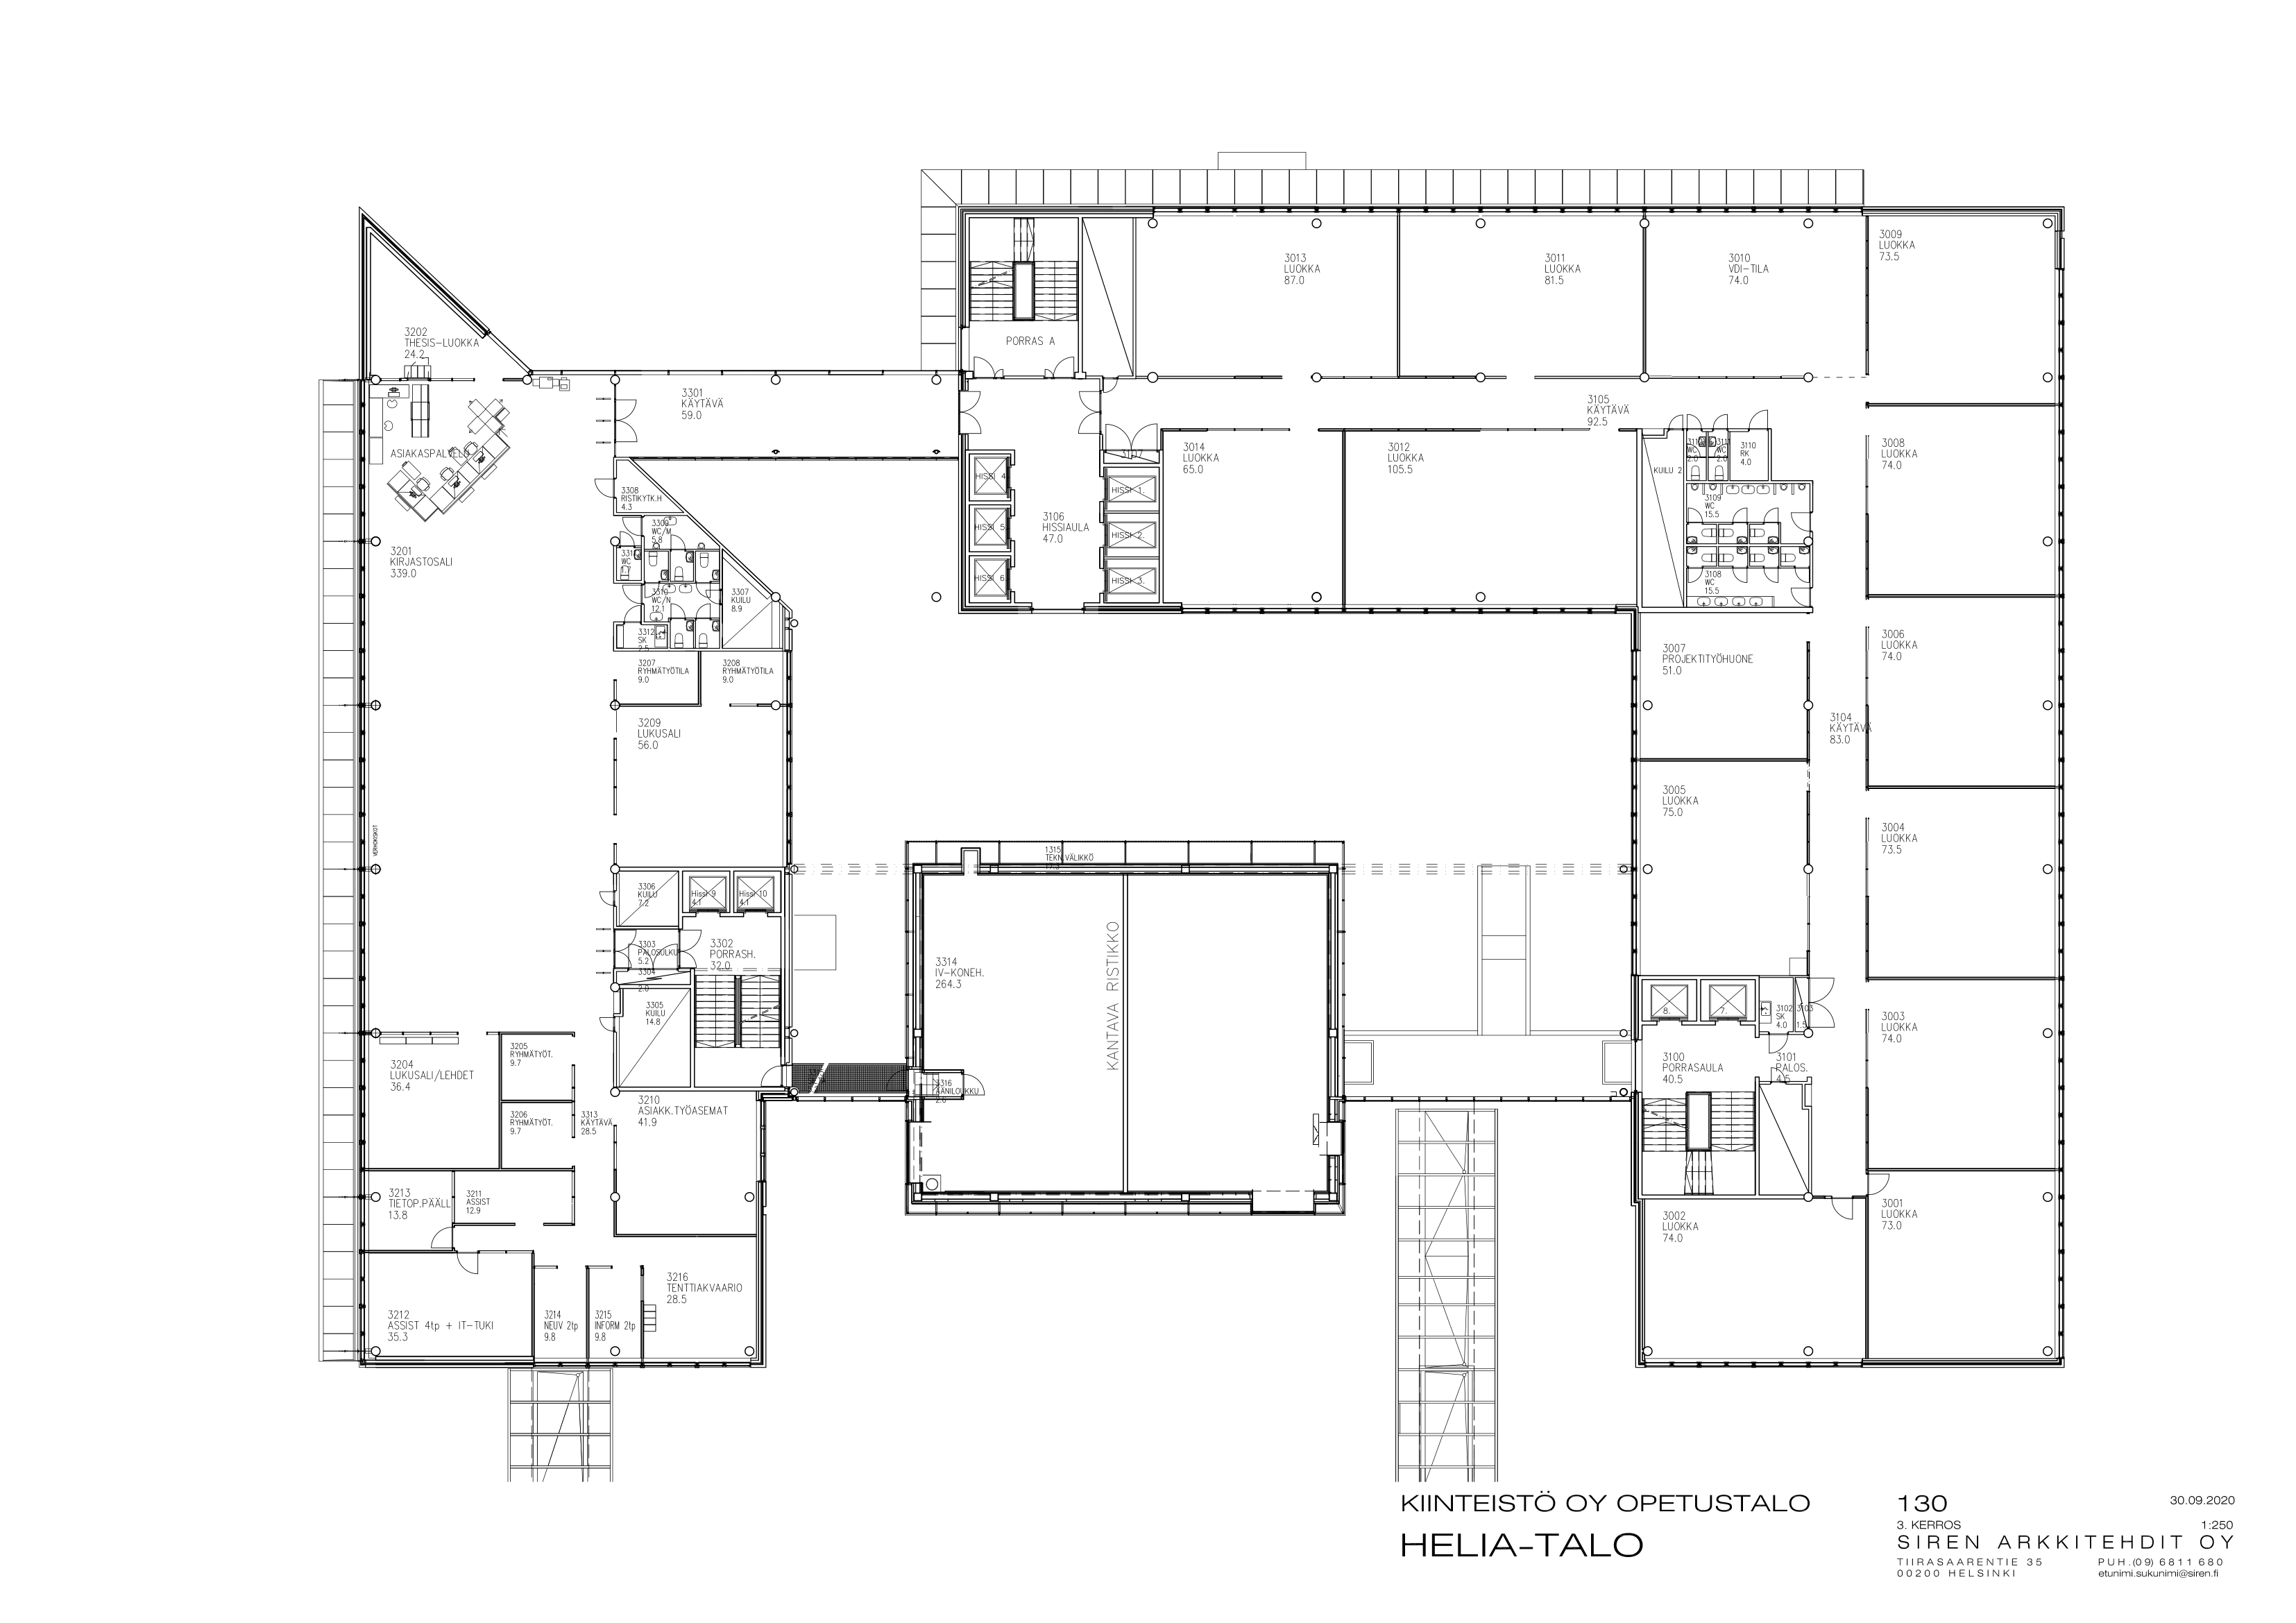 3009
LUOKKA
73.5
3013
LUOKKA
87.0
3011
LUOKKA
81.5
3010
VDI-TILA
74.0
3202
THESIS-LUOKKA
24.2
PORRAS A
3301
KÄYTÄVÄ
59.0
3105
KÄYTÄVÄ
92.5
ASIAKASPALVELU
3014
LUOKKA
65.0
3012
LUOKKA
105.5
3107
KUILU 2
WC
2.0
WC
2.0
3110
RK
4.0
3008
LUOKKA
74.0
HISSI 4
HISSI 5
HISSI 6
HISSI 1.
HISSI 2.
HISSI 3.
3308
RISTIKYTK.H
4.3
3106
HISSIAULA
47.0
3109
WC
15.5
3108
WC
15.5
3201
KIRJASTOSALI
339.0
3309
WC/M
5.8
WC
1.7
3310
WC/N
12.1
3307
KUILU
8.9
3312
SK
2.5
3207
RYHMÄTYÖTILA
9.0
3208
RYHMÄTYÖTILA
9.0
3007
PROJEKTITYÖHUONE
51.0
3006
LUOKKA
74.0
3209
LUKUSALI
56.0
3104
KÄYTÄVÄ
83.0
3005
LUOKKA
75.0
3004
LUOKKA
73.5
VERHOKISKOT
1315
TEKN.VÄLIKKÖ
17.3
3306
KUILU
7.2
Hissi 9
4.1
Hissi 10
4.1
3303
PALOSULKU
5.2
3302
PORRASH.
32.0
3304
2.0
3305
KUILU
14.8
3314
IV-KONEH.
264.3
KANTAVA RISTIKKO
8.
7.
3102
SK
4.0
3103
1.5
3003
LUOKKA
74.0
3100
PORRASAULA
40.5
3101
PALOS.
4.5
3204
LUKUSALI/LEHDET
36.4
3205
RYHMÄTYÖT.
9.7
3206
RYHMÄTYÖT.
9.7
3313
KÄYTÄVÄ
28.5
3210
ASIAKK.TYÖASEMAT
41.9
3316
ÄÄNILOUKKU
2.6
3213
TIETOP.PÄÄLL
13.8
3211
ASSIST
12.9
3002
LUOKKA
74.0
3001
LUOKKA
73.0
3212
ASSIST 4tp + IT-TUKI
35.3
3214
NEUV 2tp
9.8
3215
INFORM 2tp
9.8
3216
TENTTIAKVAARIO
28.5
KIINTEISTÖ OY OPETUSTALO
HELIA-TALO
130
30.09.2020
3. KERROS
1:250
SIREN ARKKITEHDIT OY
TIIRASAARENTIE 35
PUH.(09) 6811 680
00200 HELSINKI
etunimi.sukunimi@siren.fi